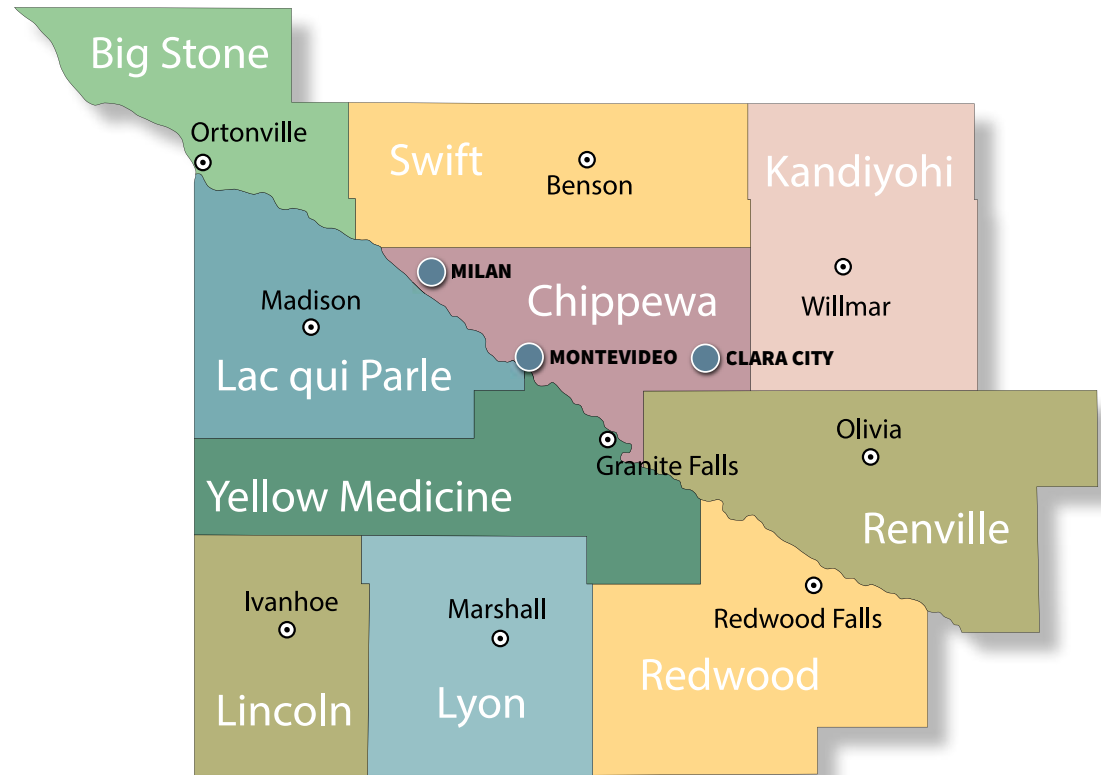 Big Stone
Ortonville
Swift
Benson
Kandiyohi
Willmar
MILAN
Chippewa
Madison
Lac qui Parle
MONTEVIDEO
CLARA CITY
Olivia
Granite Falls
Yellow Medicine
Renville
Ivanhoe
Marshall
Redwood Falls
Lincoln
Lyon
Redwood